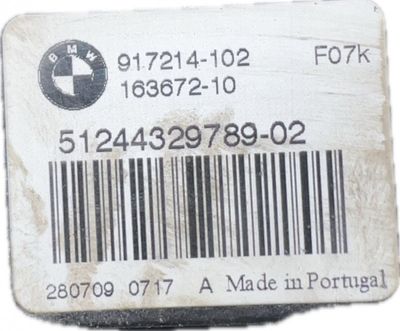 BMW
917214-102 F07k
163672-10
51244329789-02
280709 0717 A Made in Portugal